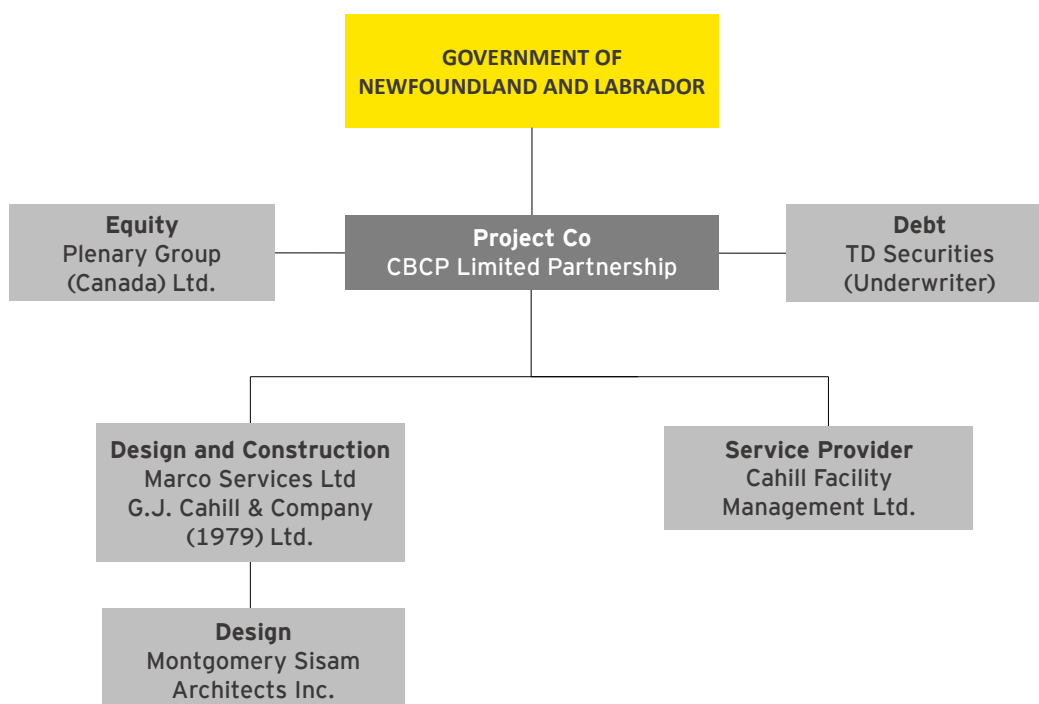 GOVERNMENT OF
NEWFOUNDLAND AND LABRADOR
Equity
Plenary Group
(Canada) Ltd.
Project Co
CBCP Limited Partnership
Debt
TD Securities
(Underwriter)
Design and Construction
Marco Services Ltd
G.J. Cahill & Company
(1979) Ltd.
Service Provider
Cahill Facility
Management Ltd.
Design
Montgomery Sisam
Architects Inc.